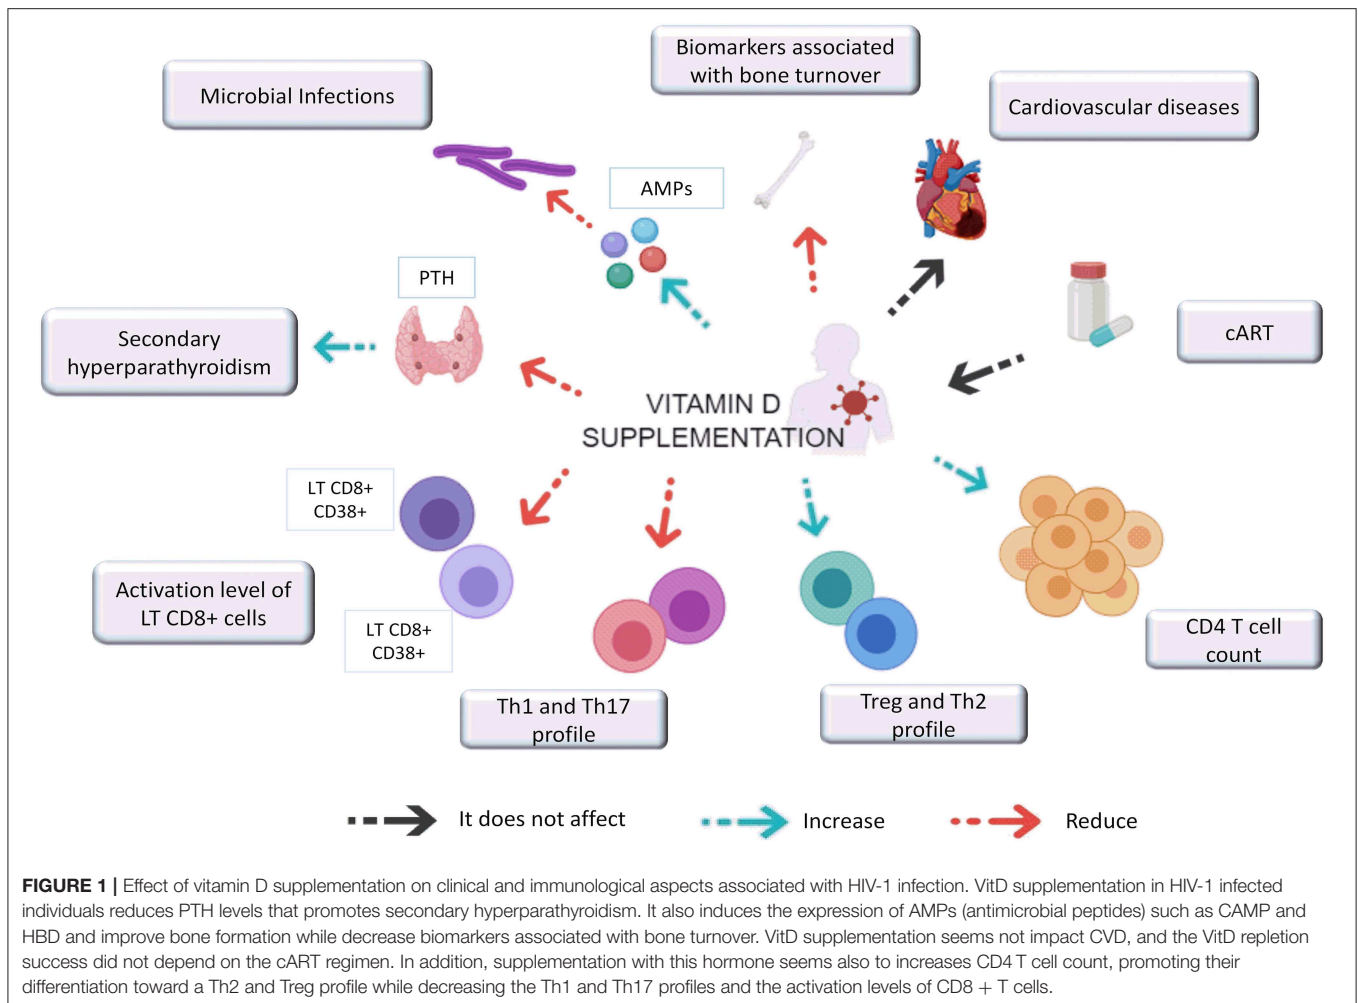 Biomarkers associated
with bone turnover
Microbial Infections
Cardiovascular diseases
AMPs
PTH
cART
Secondary
hyperparathyroidism
VITAMIN D
SUPPLEMENTATION
LT CD8+
CD38+
Activation level of
LT CD8+ cells
LT CD8+
CD38+
CD4 T cell
count
Th1 and Th17
profile
Treg and Th2
profile
It does not affect
Increase
Reduce
FIGURE 1 | Effect of vitamin D supplementation on clinical and immunological aspects associated with HIV-1 infection. VitD supplementation in HIV-1 infected
individuals reduces PTH levels that promotes secondary hyperparathyroidism. It also induces the expression of AMPs (antimicrobial peptides) such as CAMP and
HBD and improve bone formation while decrease biomarkers associated with bone turnover. VitD supplementation seems not impact CVD, and the VitD repletion
success did not depend on the cART regimen. In addition, supplementation with this hormone seems also to increases CD4 T cell count, promoting their
differentiation toward a Th2 and Treg profile while decreasing the Th1 and Th17 profiles and the activation levels of CD8 + T cells.